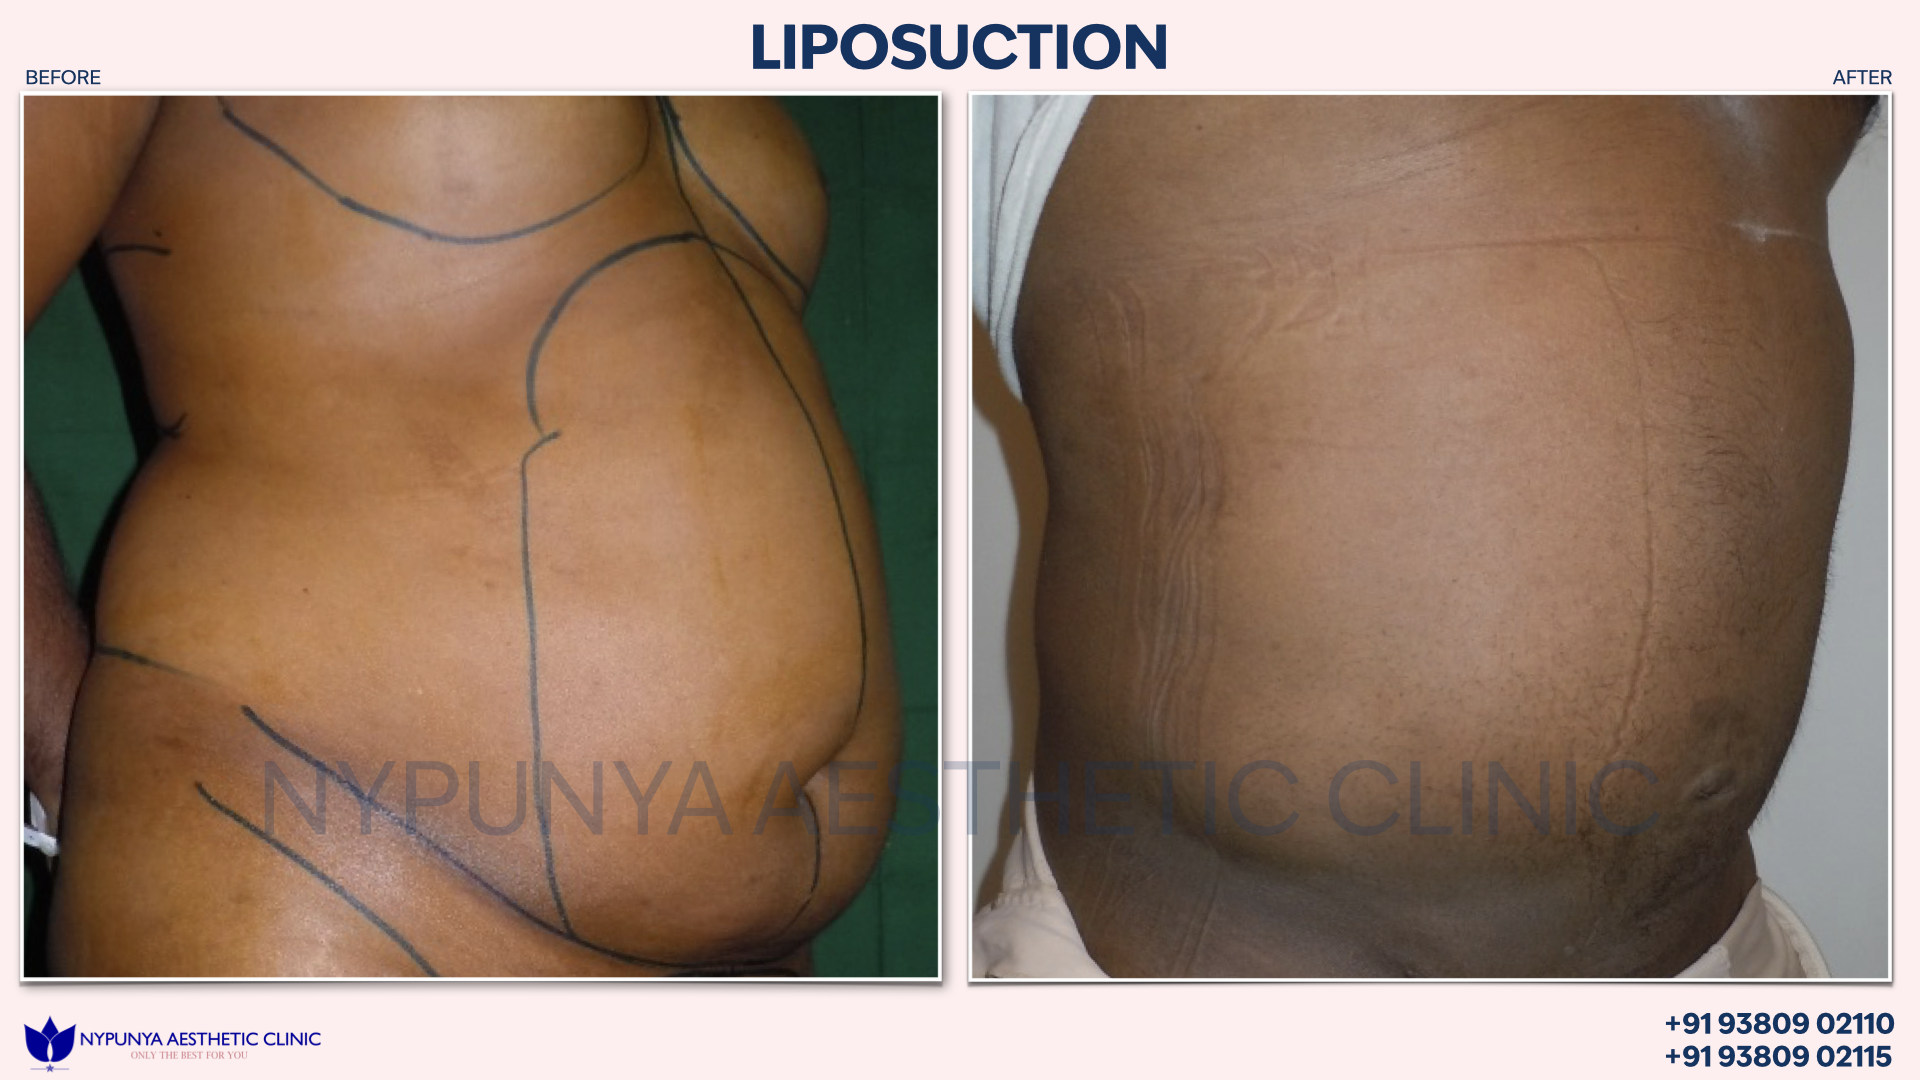 LIPOSUCTION
BEFORE
AFTER
NYPUNYA AESTHETIC CLINIC
NYPUNYA AESTHETIC CLINIC
ONLY THE BEST FOR YOU
+91 93809 02110
+91 93809 02115